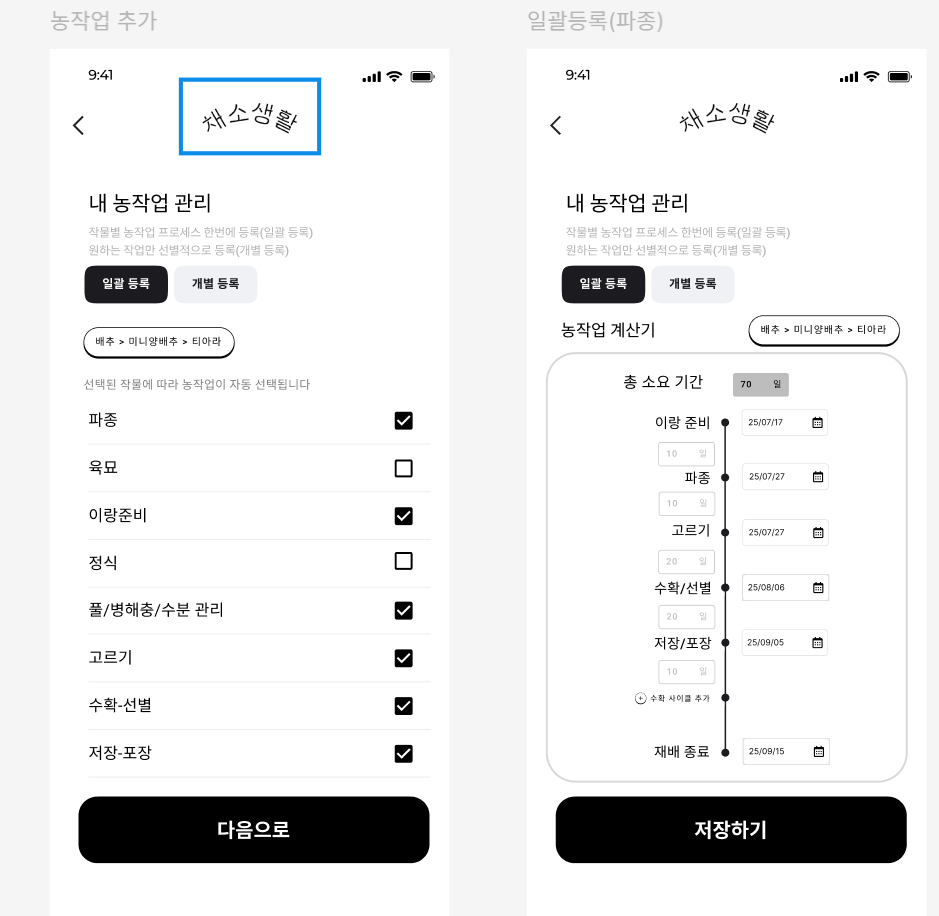 농작업 추가
9:41
채소생활
내 농작업 관리
작물별 농작업 프로세스 한번에 등록(일괄 등록)
원하는 작업만 선별적으로 등록(개별 등록)
일괄 등록
개별 등록
배추 > 미니양배추 > 티아라
선택된 작물에 따라 농작업이 자동 선택됩니다
파종
육묘
이랑준비
정식
풀/병해충/수분 관리
고르기
수확-선별
저장-포장
다음으로
일괄등록(파종)
9:41
채소생활
내 농작업 관리
작물별 농작업 프로세스 한번에 등록(일괄 등록)
원하는 작업만 선별적으로 등록(개별 등록)
일괄 등록
개별 등록
농작업 계산기
배추 > 미니양배추 > 티아라
총 소요 기간 70 일
이랑 준비 25/07/17
10 일
파종 25/07/27
10 일
고르기 25/07/27
20 일
수확/선별 25/08/06
20 일
저장/포장 25/09/05
10 일
수확 사이클 추가
재배 종료 25/09/15
저장하기